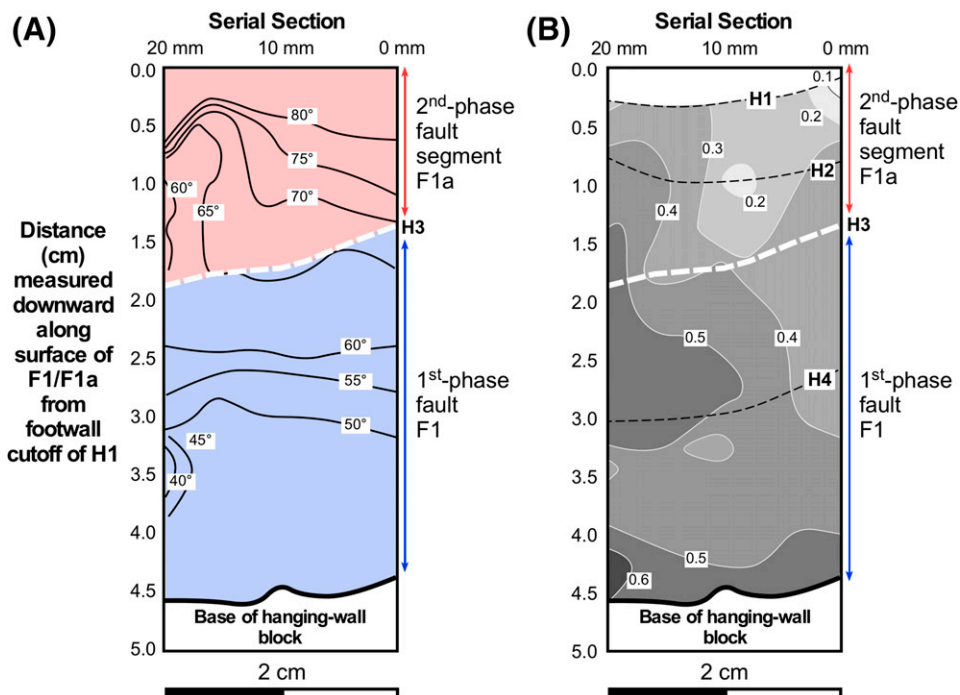 (A)
Serial Section
20 mm
10 mm
0 mm
0.0
0.5
1.0
1.5
2.0
2.5
3.0
3.5
4.0
4.5
5.0
Distance
(cm)
measured
downward
along
surface of
F1/F1a
from
footwall
cutoff of H1
80°
75°
70°
60°
65°
60°
55°
50°
45°
40°
H3
2nd-phase
fault
segment
F1a
1st-phase
fault
F1
Base of hanging-wall
block
2 cm
(B)
Serial Section
20 mm
10 mm
0 mm
0.0
0.5
1.0
1.5
2.0
2.5
3.0
3.5
4.0
4.5
5.0
0.1
H1
0.2
0.3
H2
0.2
0.4
H3
0.5
0.4
H4
0.5
0.6
2nd-phase
fault
segment
F1a
1st-phase
fault
F1
Base of hanging-wall
block
2 cm